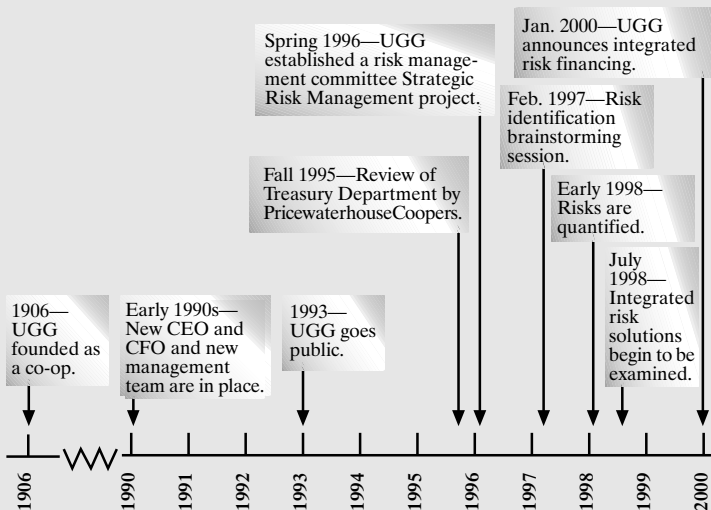 Spring 1996—UGG
established a risk manage-
ment committee Strategic
Risk Management project.
Jan. 2000—UGG
announces integrated
risk financing.
Feb. 1997—Risk
identification
brainstorming
session.
Fall 1995—Review of
Treasury Department by
PricewaterhouseCoopers.
Early 1998—
Risks are
quantified.
July
1998—
Integrated
risk
solutions
begin to be
examined.
1906—
UGG
founded as
a co-op.
Early 1990s—
New CEO and
CFO and new
management
team are in place.
1993—
UGG goes
public.
1906
1990
1991
1992
1993
1994
1995
1996
1997
1998
1999
2000